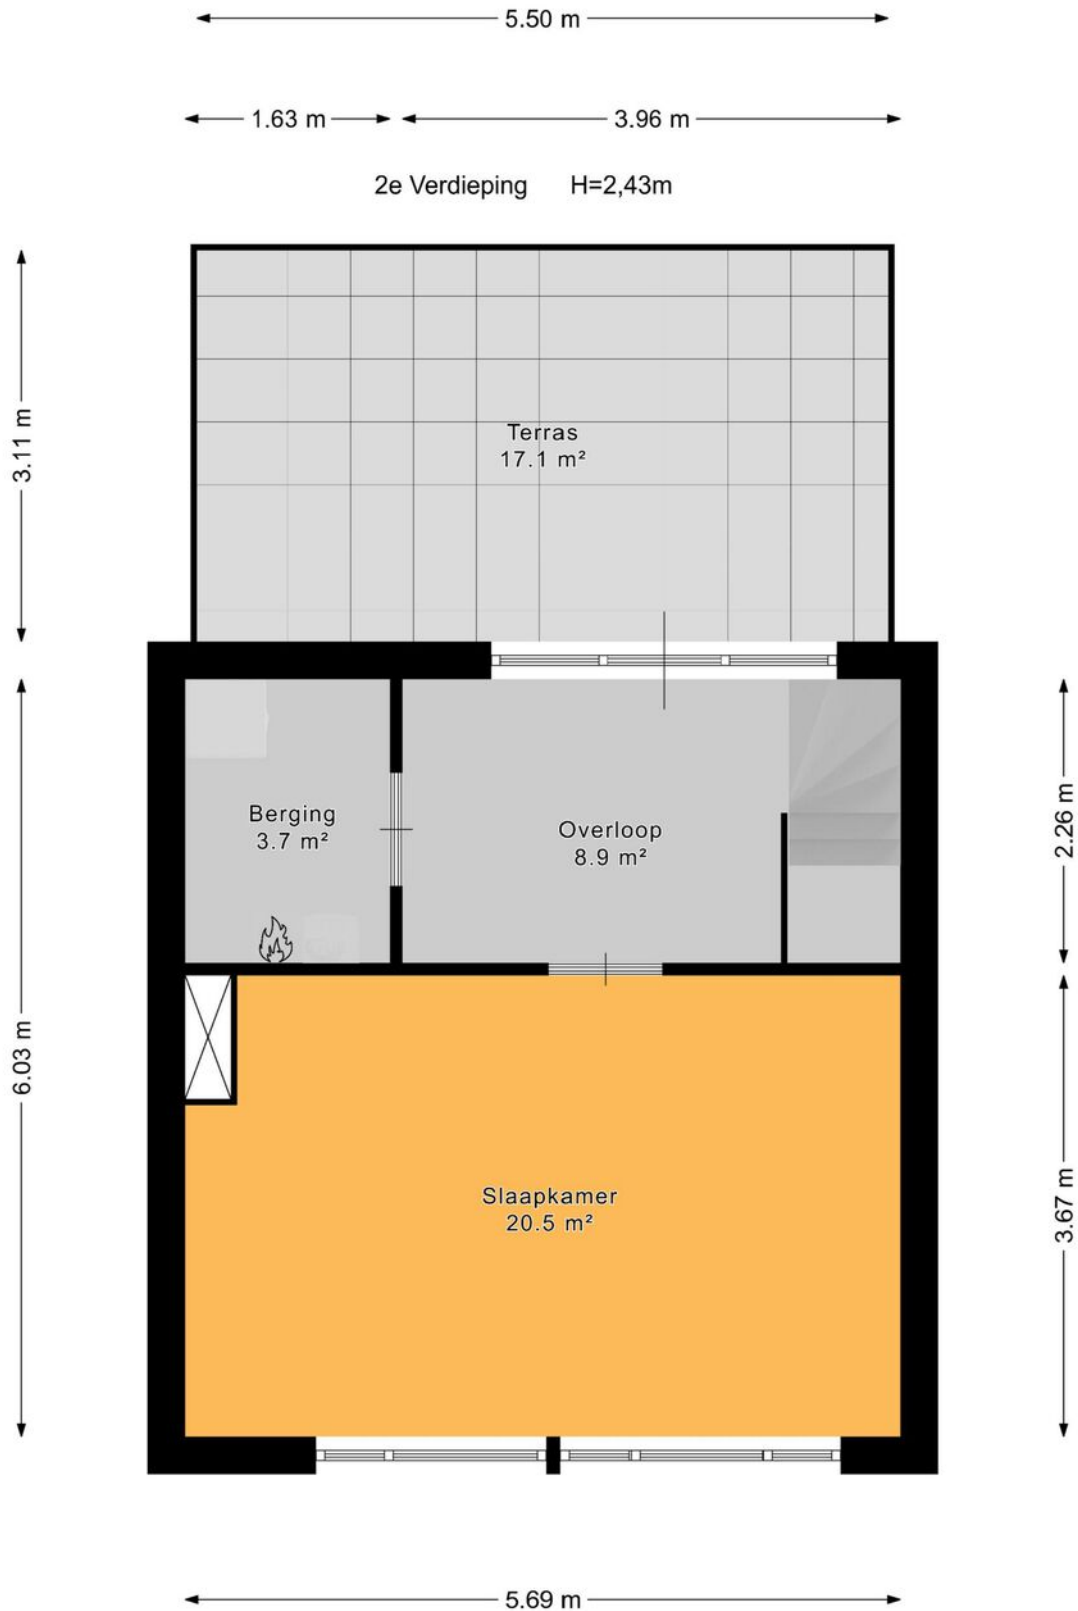 5.50 m
1.63 m
3.96 m
2e Verdieping H=2,43m
3.11 m
Terras
17.1 m²
Berging
3.7 m²
Overloop
8.9 m²
2.26 m
6.03 m
Slaapkamer
20.5 m²
3.67 m
5.69 m